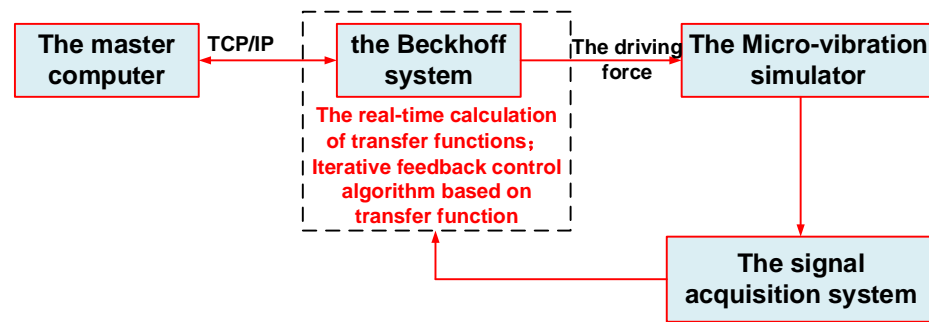 The master
computer
TCP/IP
the Beckhoff
system
The driving
force
The Micro-vibration
simulator
The real-time calculation
of transfer functions；
Iterative feedback control
algorithm based on
transfer function
The signal
acquisition system